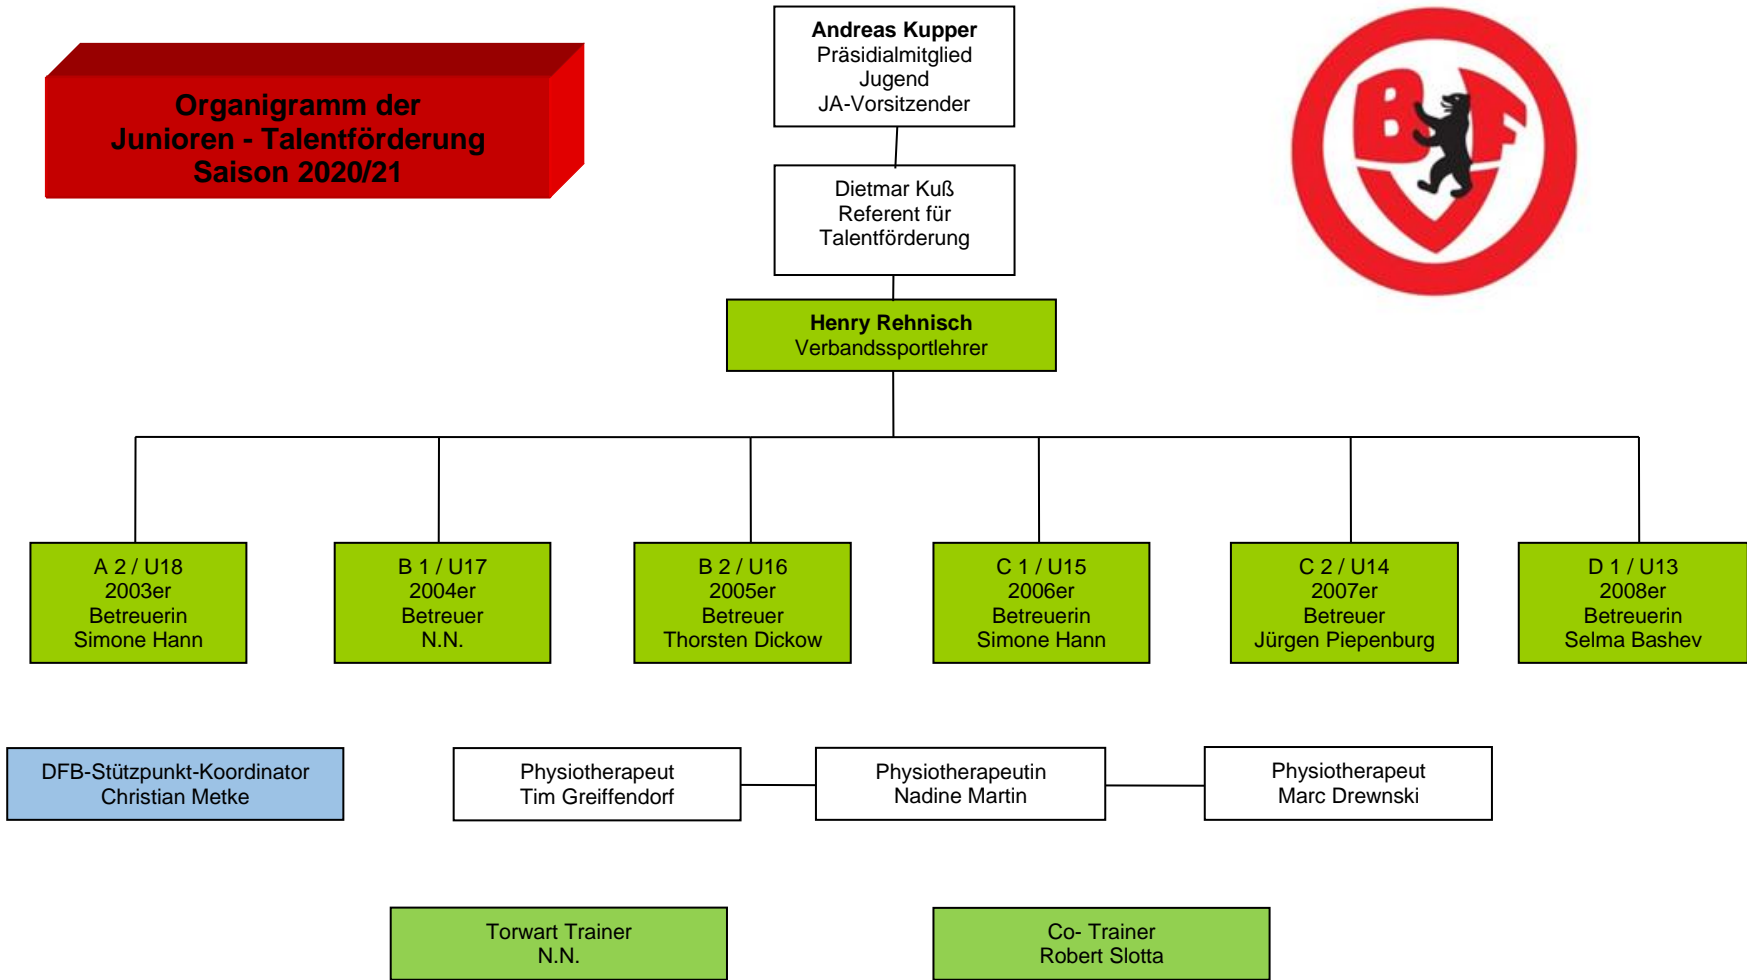 Organigramm der
Junioren - Talentförderung
Saison 2020/21
Andreas Kupper
Präsidialmitglied
Jugend
JA-Vorsitzender
BFV
Dietmar Kuß
Referent für
Talentförderung
Henry Rehnisch
Verbandssportlehrer
A 2 / U18
2003er
Betreuerin
Simone Hann
B 1 / U17
2004er
Betreuer
N.N.
B 2 / U16
2005er
Betreuer
Thorsten Dickow
C 1 / U15
2006er
Betreuerin
Simone Hann
C 2 / U14
2007er
Betreuer
Jürgen Piepenburg
D 1 / U13
2008er
Betreuerin
Selma Bashev
DFB-Stützpunkt-Koordinator
Christian Metke
Physiotherapeut
Tim Greiffendorf
Physiotherapeutin
Nadine Martin
Physiotherapeut
Marc Drewnski
Torwart Trainer
N.N.
Co- Trainer
Robert Slotta